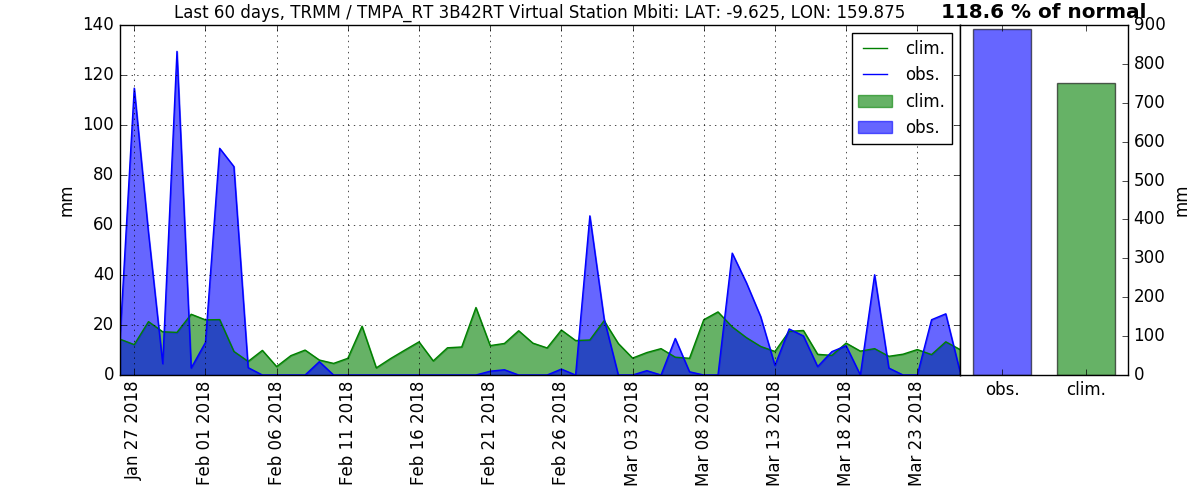 Last 60 days, TRMM / TMPA_RT 3B42RT Virtual Station Mbiti: LAT: -9.625, LON: 159.875
118.6 % of normal
140
120
100
80
60
40
20
0
mm
clim.
obs.
clim.
obs.
900
800
700
600
500
400
300
200
100
0
mm
obs.
clim.
Jan 27 2018
Feb 01 2018
Feb 06 2018
Feb 11 2018
Feb 16 2018
Feb 21 2018
Feb 26 2018
Mar 03 2018
Mar 08 2018
Mar 13 2018
Mar 18 2018
Mar 23 2018